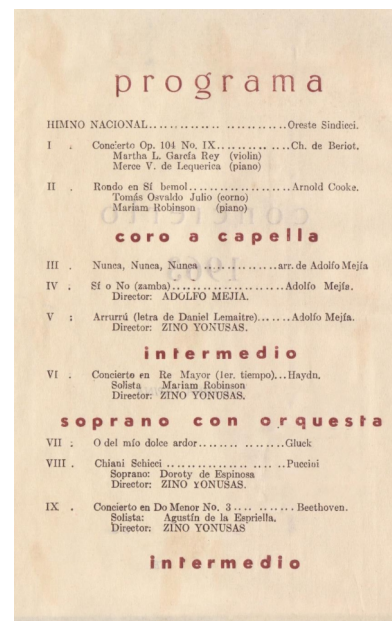 programa
HIMNO NACIONAL........................Oreste Sindicci.
I . Concierto Op. 104 No. IX..............Ch. de Beriot.
Martha L. García Rey (violin)
Merce V. de Lequerica (piano)
II . Rondo en Sí bemol....................Arnold Cooke.
Tomás Osvaldo Julio (corno)
Mariam Robinson (piano)
coro a capella
III . Nunca, Nunca, Nunca ..............arr. de Adolfo Mejía
IV . Sí o No (zamba)......................Adolfo Mejía.
Director: ADOLFO MEJIA.
V ; Arrurrú (letra de Daniel Lemaitre)......Adolfo Mejía.
Director: ZINO YONUSAS.
intermedio
VI . Concierto en Re Mayor (1er. tiempo)...Haydn.
Solista Mariam Robinson
Director: ZINO YONUSAS.
soprano con orquesta
VII : O del mío dolce ardor................Gluck
VIII . Chiani Schicci ......................Puccini
Soprano: Doroty de Espinosa
Director: ZINO YONUSAS.
IX . Concierto en Do Menor No. 3............Beethoven.
Solista: Agustín de la Espriella.
Director: ZINO YONUSAS
intermedio